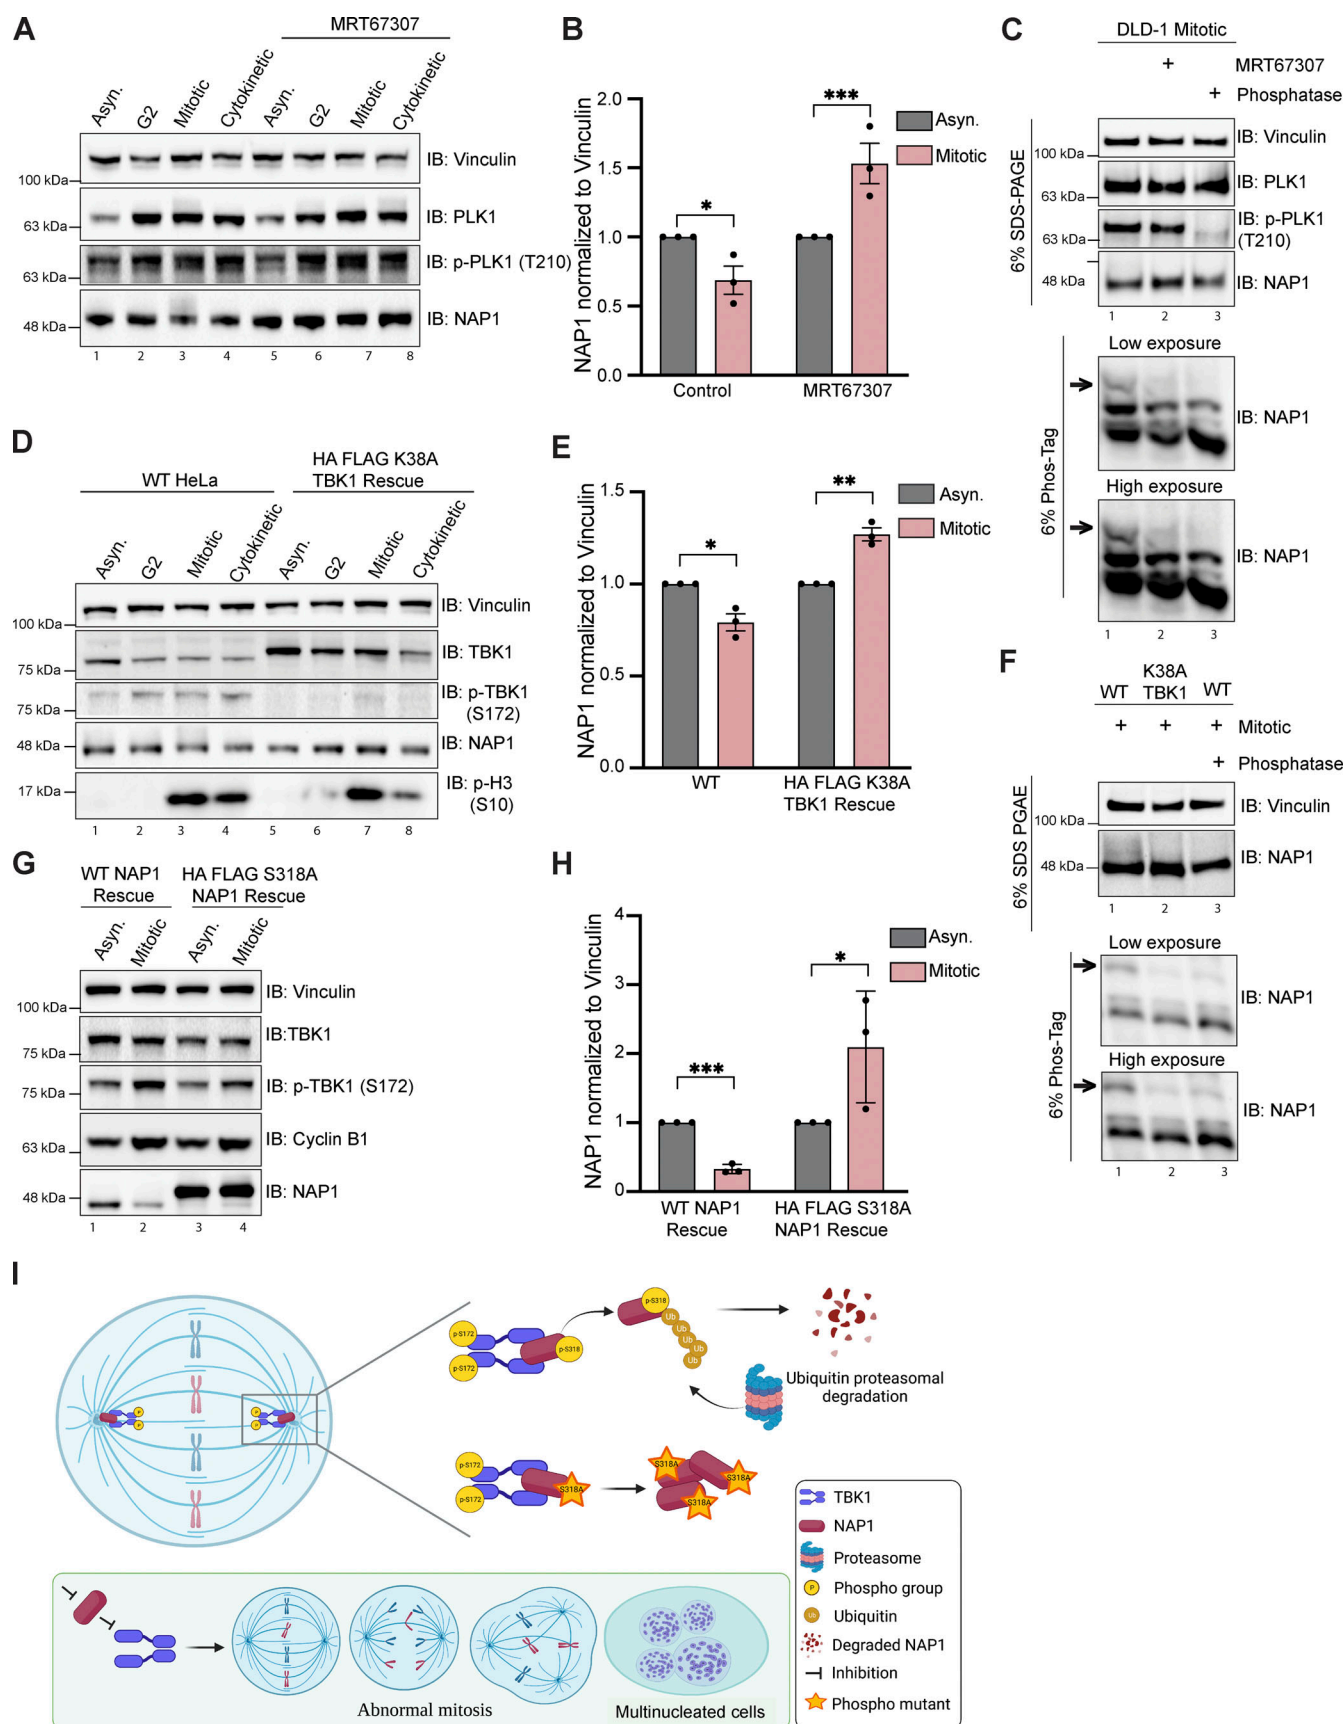 A
MRT67307
Asyn.
G2
Mitotic
Cytokinetic
Asyn.
G2
Mitotic
Cytokinetic
IB: Vinculin
100 kDa
IB: PLK1
63 kDa
IB: p-PLK1 (T210)
63 kDa
IB: NAP1
48 kDa
1 2 3 4 5 6 7 8
B
NAP1 normalized to Vinculin
2.0
1.5
1.0
0.5
0.0
*
***
Asyn.
Mitotic
Control
MRT67307
C
DLD-1 Mitotic
+ MRT67307
+ Phosphatase
6% SDS-PAGE
IB: Vinculin
100 kDa
IB: PLK1
63 kDa
IB: p-PLK1
(T210)
63 kDa
48 kDa
IB: NAP1
1 2 3
Low exposure
IB: NAP1
6% Phos-Tag
High exposure
IB: NAP1
1 2 3
D
WT HeLa
HA FLAG K38A
TBK1 Rescue
Asyn.
G2
Mitotic
Cytokinetic
Asyn.
G2
Mitotic
Cytokinetic
IB: Vinculin
100 kDa
IB: TBK1
75 kDa
IB: p-TBK1
(S172)
75 kDa
48 kDa
IB: NAP1
17 kDa
IB: p-H3
(S10)
1 2 3 4 5 6 7 8
E
NAP1 normalized to Vinculin
1.5
1.0
0.5
0.0
*
**
Asyn.
Mitotic
WT
HA FLAG K38A
TBK1 Rescue
F
WT
K38A
TBK1
WT
+ + + Mitotic
+ Phosphatase
6% SDS PGAE
IB: Vinculin
100 kDa
48 kDa
IB: NAP1
1 2 3
Low exposure
IB: NAP1
6% Phos-Tag
High exposure
IB: NAP1
1 2 3
G
WT NAP1
Rescue
HA FLAG S318A
NAP1 Rescue
Asyn.
Mitotic
Asyn.
Mitotic
IB: Vinculin
100 kDa
IB:TBK1
75 kDa
IB: p-TBK1 (S172)
75 kDa
IB: Cyclin B1
63 kDa
IB: NAP1
48 kDa
1 2 3 4
H
NAP1 normalized to Vinculin
4
3
2
1
0
***
*
Asyn.
Mitotic
WT NAP1
Rescue
HA FLAG S318A
NAP1 Rescue
I
P
P
P
P
p-S172
p-S172
p-S318
p-S318
Ub
Ub
Ub
Ub
Ub
Ubiquitin proteasomal
degradation
p-S172
p-S172
S318A
S318A
S318A
S318A
TBK1
NAP1
Proteasome
P Phospho group
Ub Ubiquitin
Degraded NAP1
Inhibition
Phospho mutant
Abnormal mitosis
Multinucleated cells